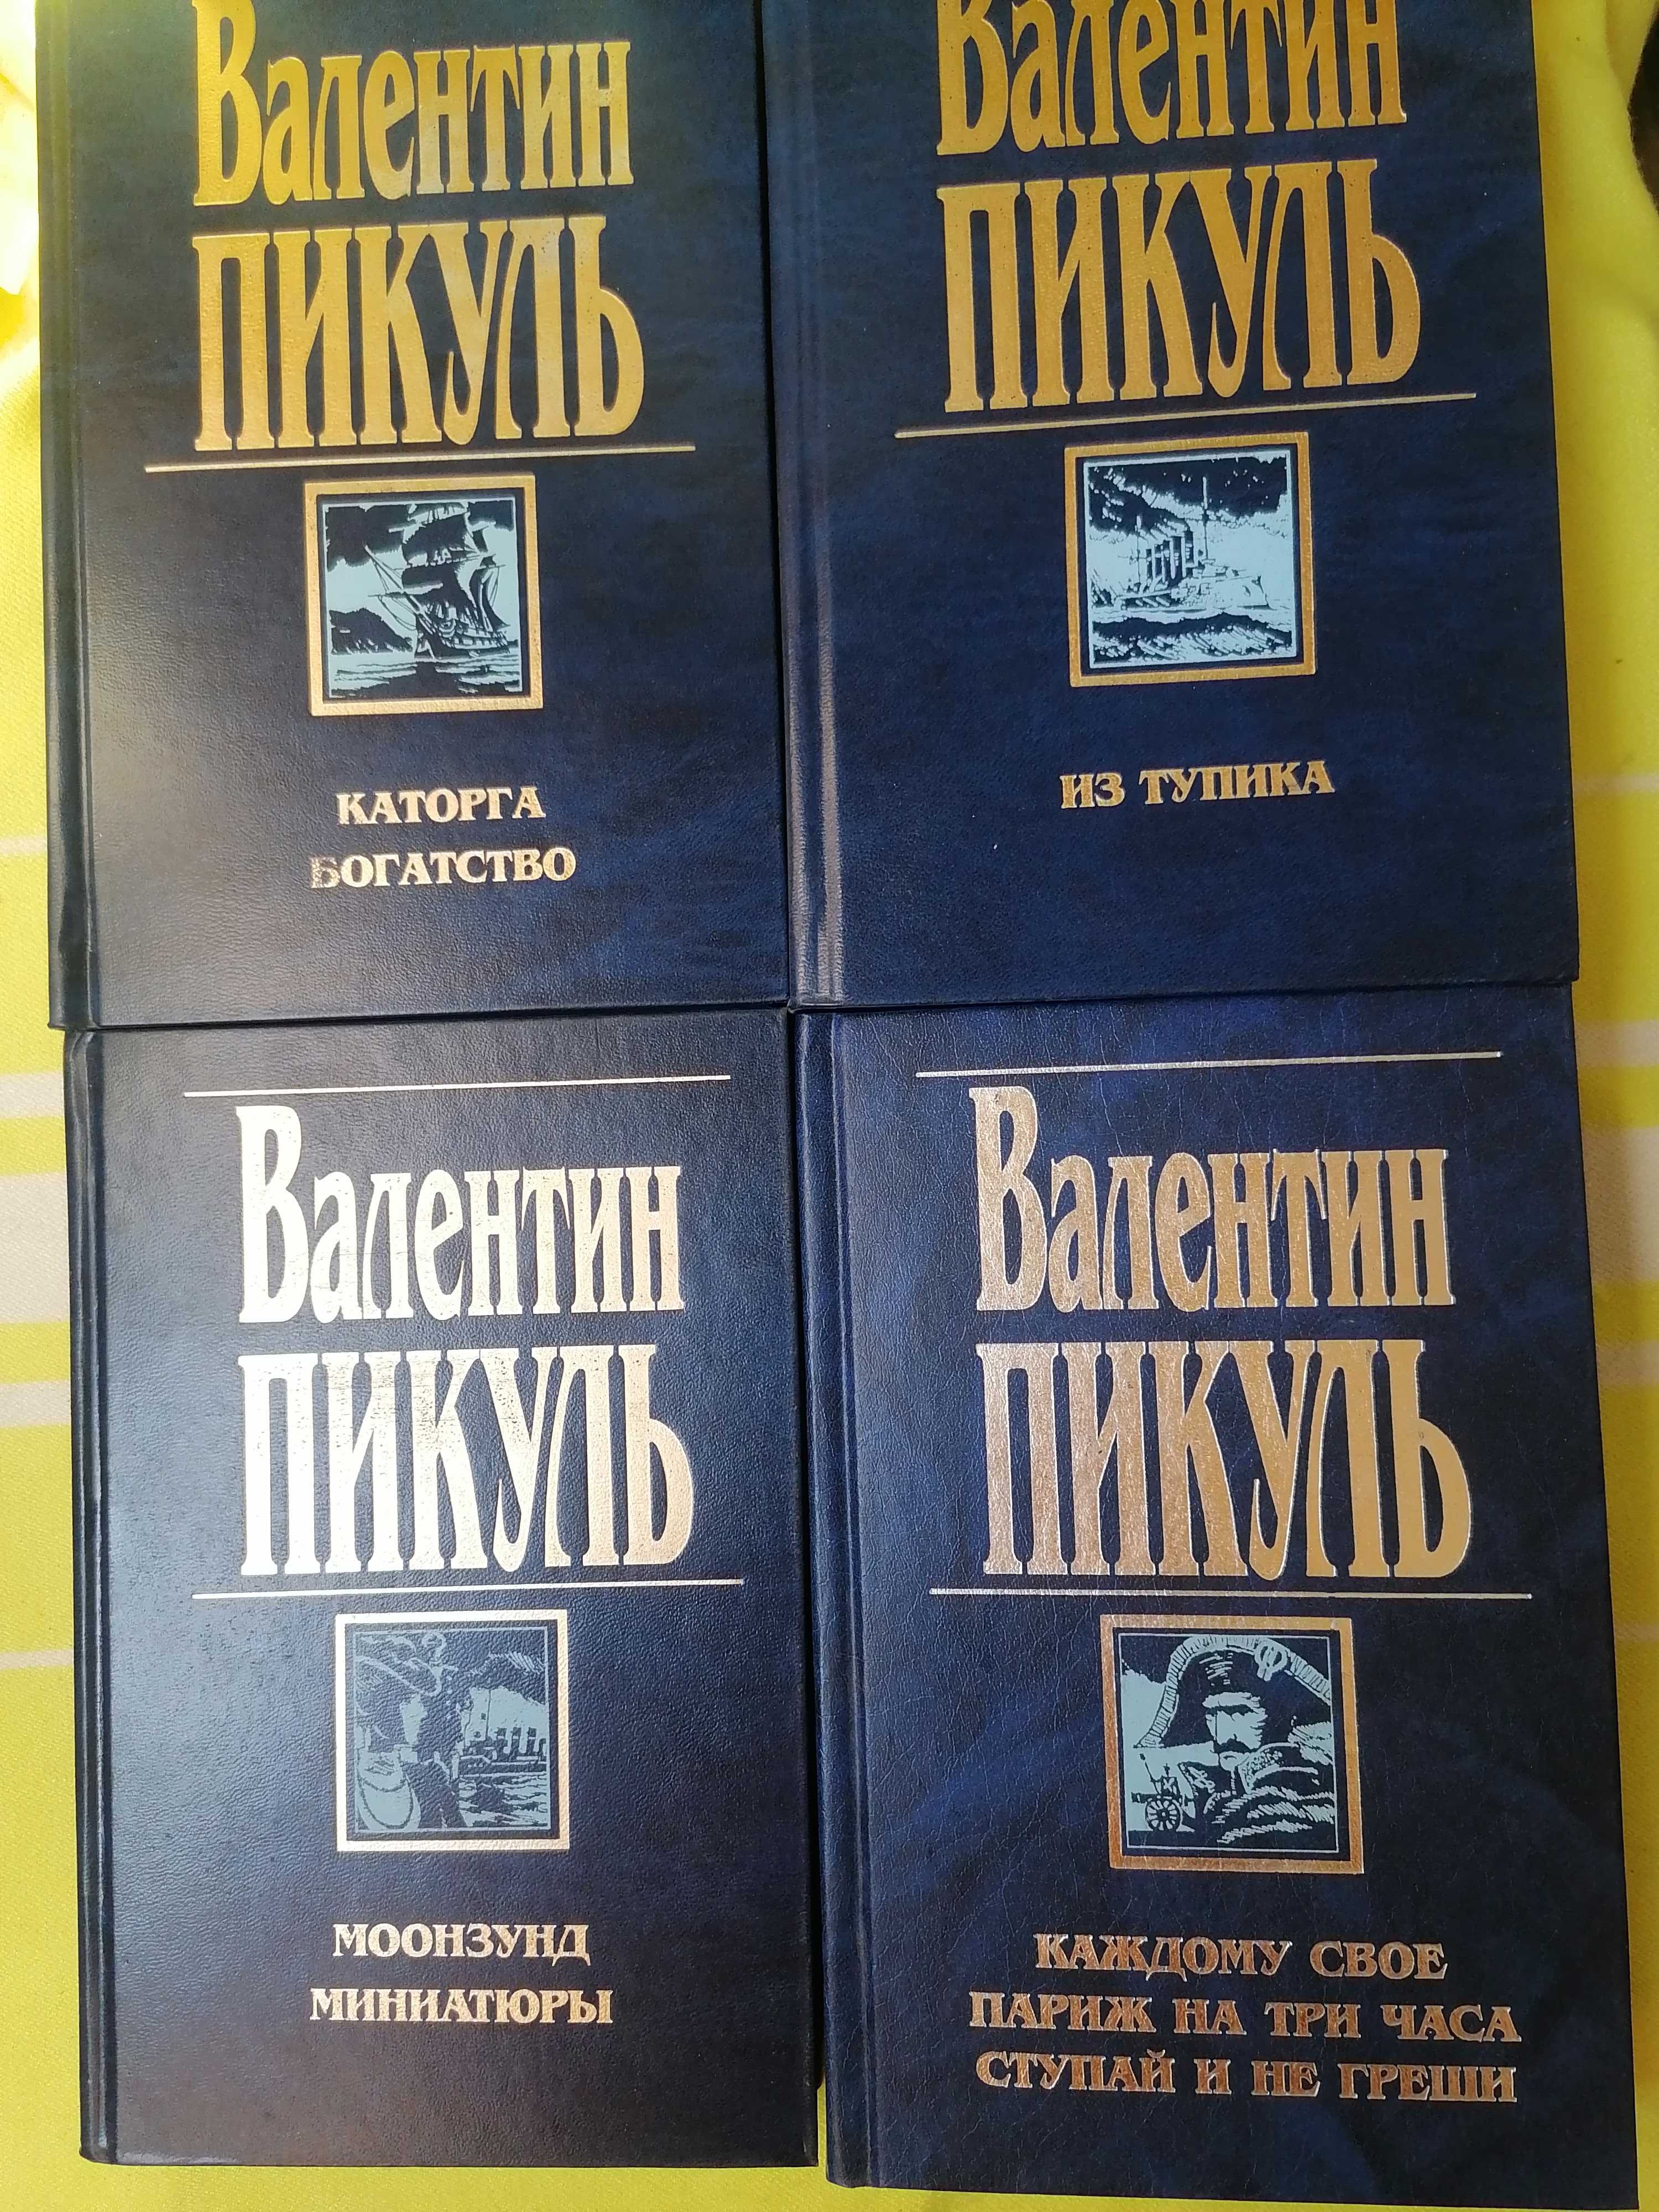 Валентин
ПИКУЛЬ
КАТОРГА
БОГАТСТВО
Валентин
ПИКУЛЬ
ИЗ ТУПИКА
Валентин
ПИКУЛЬ
МООНЗУНД
МИНИАТЮРЫ
Валентин
ПИКУЛЬ
КАЖДОМУ СВОЕ
ПАРИЖ НА ТРИ ЧАСА
СТУПАЙ И НЕ ГРЕШИ